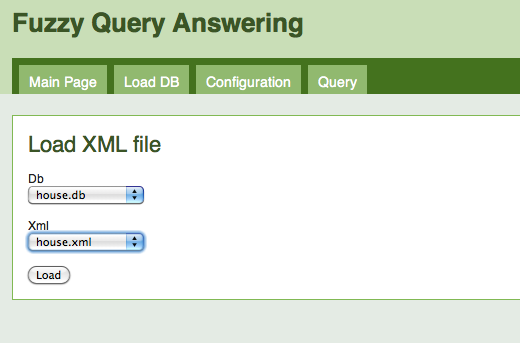 Fuzzy Query Answering
Main Page Load DB Configuration Query
Load XML file
Db
house.db
Xml
house.xml
Load